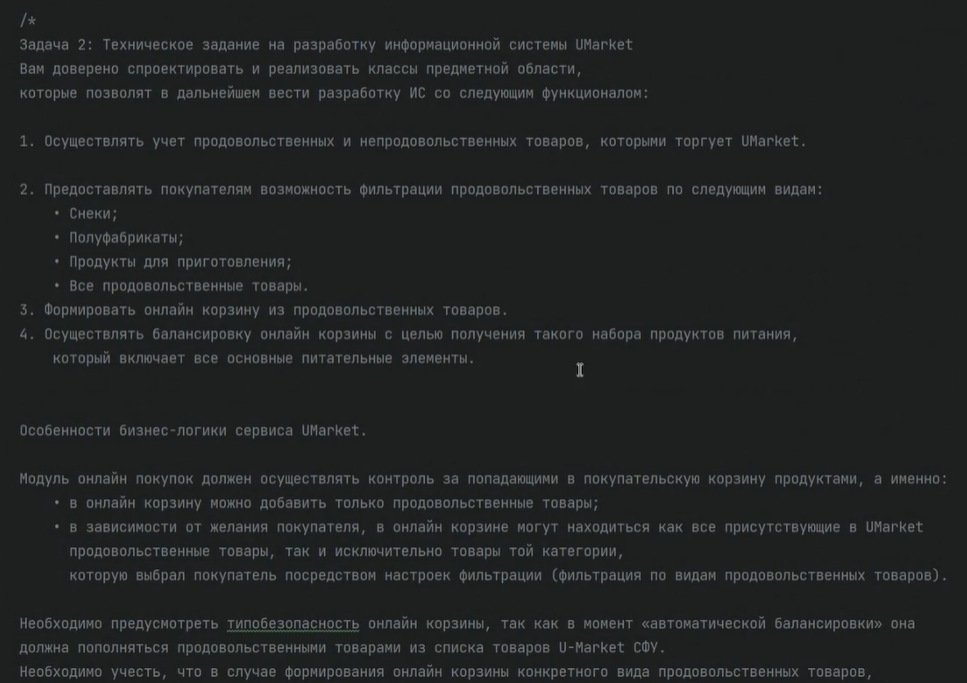 /*
Задача 2: Техническое задание на разработку информационной системы UMarket
Вам доверено спроектировать и реализовать классы предметной области,
которые позволят в дальнейшем вести разработку ИС со следующим функционалом:
1. Осуществлять учет продовольственных и непродовольственных товаров, которыми торгует UMarket.
2. Предоставлять покупателям возможность фильтрации продовольственных товаров по следующим видам:
• Снеки;
• Полуфабрикаты;
• Продукты для приготовления;
• Все продовольственные товары.
3. Формировать онлайн корзину из продовольственных товаров.
4. Осуществлять балансировку онлайн корзины с целью получения такого набора продуктов питания,
который включает все основные питательные элементы.
Особенности бизнес-логики сервиса UMarket.
Модуль онлайн покупок должен осуществлять контроль за попадающими в покупательскую корзину продуктами, а именно:
• в онлайн корзину можно добавить только продовольственные товары;
• в зависимости от желания покупателя, в онлайн корзине могут находиться как все присутствующие в UMarket
продовольственные товары, так и исключительно товары той категории,
которую выбрал покупатель посредством настроек фильтрации (фильтрация по видам продовольственных товаров).
Необходимо предусмотреть типобезопасность онлайн корзины, так как в момент «автоматической балансировки» она
должна пополняться продовольственными товарами из списка товаров U-Market СФУ.
Необходимо учесть, что в случае формирования онлайн корзины конкретного вида продовольственных товаров,